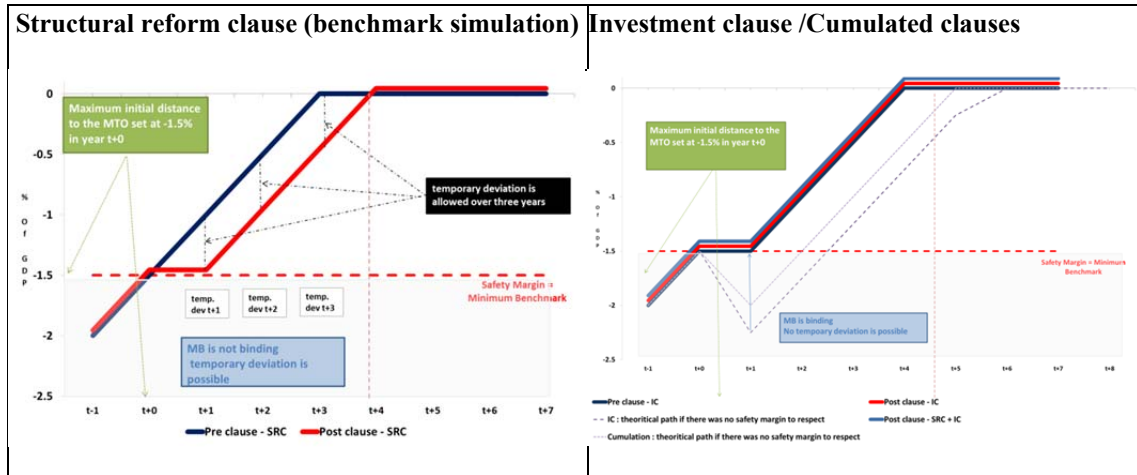 Structural reform clause (benchmark simulation)
Investment clause /Cumulated clauses
0
-0.5
-1
-1.5
-2
-2.5
% Of GDP
Maximum initial distance
to the MTO set at -1.5%
in year t+0
temporary deviation is
allowed over three years
Safety Margin =
Minimum Benchmark
temp.
dev t+1
temp.
dev t+2
temp.
dev t+3
MB is not binding
temporary deviation is
possible
t-1
t+0
t+1
t+2
t+3
t+4
t+5
t+6
t+7
Pre clause - SRC
Post clause - SRC
0
-0.5
-1
-1.5
-2
-2.5
% of GDP
Maximum initial distance to the
MTO set at -1.5% in year t+0
Safety Margin =
Minimum Benchmark
MB is binding
No tempoary deviation is possible
t-1
t+0
t+1
t+2
t+3
t+4
t+5
t+6
t+7
t+8
Pre clause - IC
Post clause - IC
IC : theoritical path if there was no safety margin to respect
Post clause - SRC + IC
Cumulation : theoritical path if there was no safety margin to respect